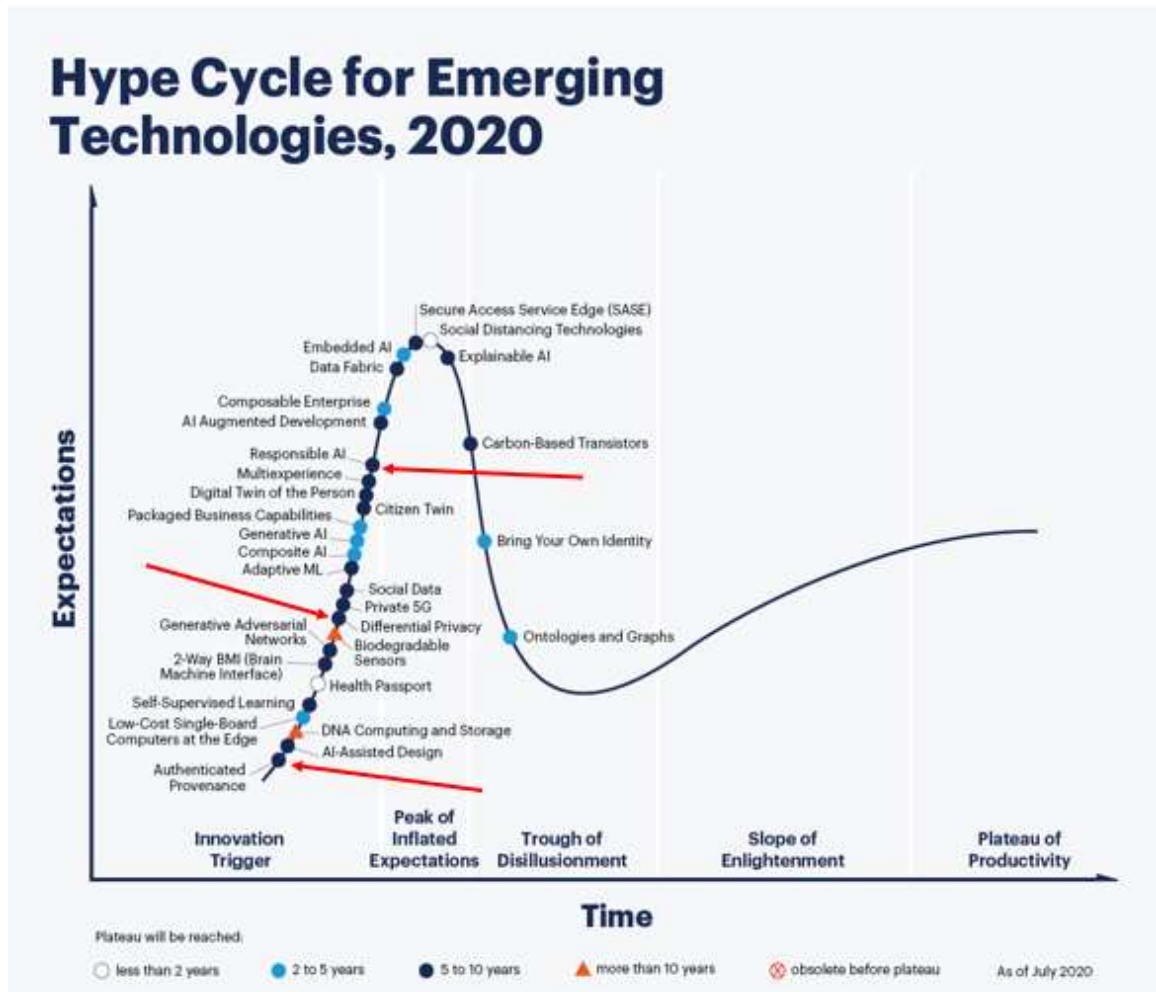 Hype Cycle for Emerging
Technologies, 2020
Expectations
Secure Access Service Edge (SASE)
Social Distancing Technologies
Embedded AI
Explainable AI
Data Fabric
Composable Enterprise
AI Augmented Development
Carbon-Based Transistors
Responsible AI
Multiexperience
Digital Twin of the Person
Citizen Twin
Packaged Business Capabilities
Generative AI
Bring Your Own Identity
Composite AI
Adaptive ML
Social Data
Private 5G
Differential Privacy
Generative Adversarial
Networks
Biodegradable
Sensors
Ontologies and Graphs
2-Way BMI (Brain
Machine Interface)
Health Passport
Self-Supervised Learning
Low-Cost Single-Board
Computers at the Edge
DNA Computing and Storage
AI-Assisted Design
Authenticated
Provenance
Innovation
Trigger
Peak of
Inflated
Expectations
Trough of
Disillusionment
Slope of
Enlightenment
Plateau of
Productivity
Time
Plateau will be reached:
less than 2 years
2 to 5 years
5 to 10 years
more than 10 years
obsolete before plateau
As of July 2020